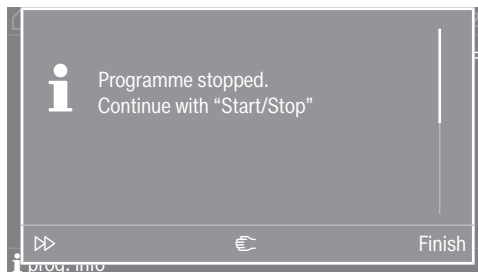 Programme stopped.
Continue with “Start/Stop”
Finish
prog. info